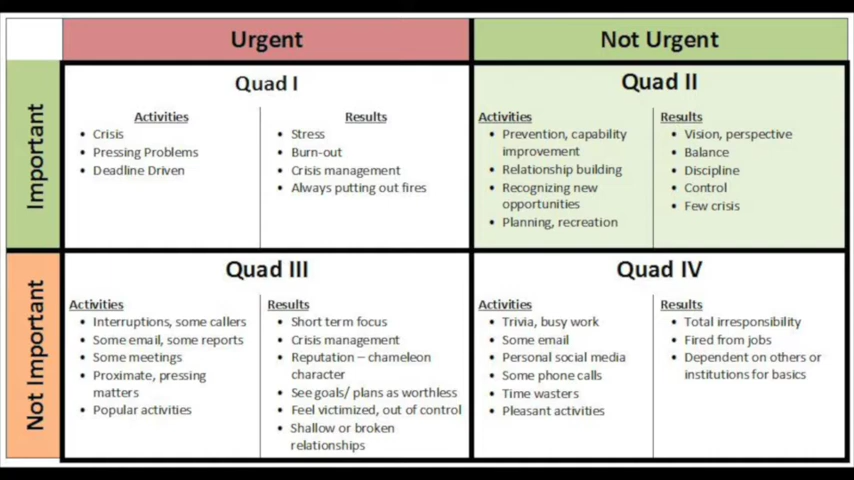 Urgent
Not Urgent
Important
Quad I
Activities
• Crisis
• Pressing Problems
• Deadline Driven
Results
• Stress
• Burn-out
• Crisis management
• Always putting out fires
Quad II
Activities
• Prevention, capability
improvement
• Relationship building
• Recognizing new
opportunities
• Planning, recreation
Results
• Vision, perspective
• Balance
• Discipline
• Control
• Few crisis
Not Important
Quad III
Activities
• Interruptions, some callers
• Some email, some reports
• Some meetings
• Proximate, pressing
matters
• Popular activities
Results
• Short term focus
• Crisis management
• Reputation – chameleon
character
• See goals/ plans as worthless
• Feel victimized, out of control
• Shallow or broken
relationships
Quad IV
Activities
• Trivia, busy work
• Some email
• Personal social media
• Some phone calls
• Time wasters
• Pleasant activities
Results
• Total irresponsibility
• Fired from jobs
• Dependent on others or
institutions for basics